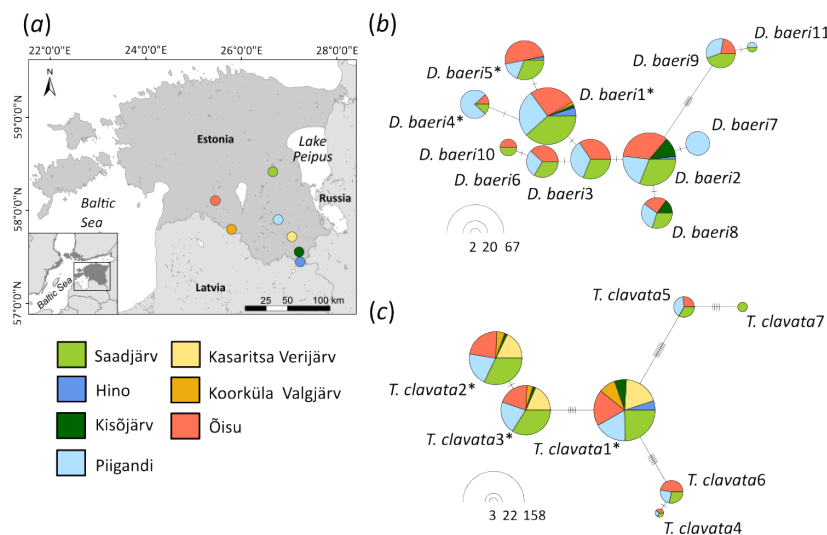 (a)
22°0'0"E 24°0'0"E 26°0'0"E 28°0'0"E
N
59°0'0"N
58°0'0"N
57°0'0"N
Estonia
Lake
Peipus
Russia
Baltic
Sea
Latvia
Baltic Sea
25 50 100 km
Saadjärv
Hino
Kisõjärv
Piigandi
Kasaritsa Verijärv
Koorküla Valgjärv
Õisu
(b)
D. baeri11
D. baeri9
D. baeri5*
D. baeri1*
D. baeri4*
D. baeri7
D. baeri10
D. baeri6
D. baeri3
D. baeri2
D. baeri8
2 20 67
(c)
T. clavata5
T. clavata7
T. clavata2*
T. clavata3*
T. clavata1*
T. clavata6
T. clavata4
3 22 158